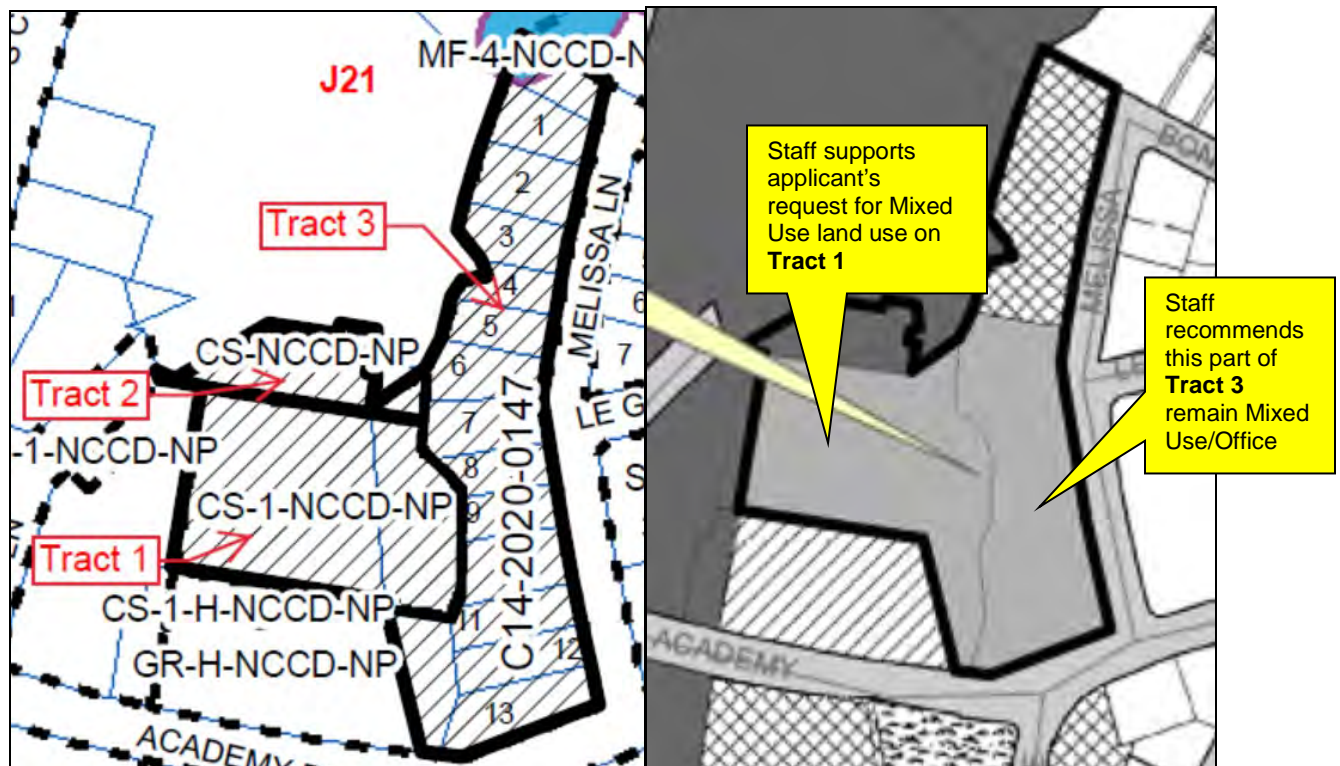 MF-4-NCCD-N
J21
1
2
Tract 3
3
4
MELISSA LN
5
6
CS-NCCD-NP
6
7
Tract 2
7
LE G
-1-NCCD-NP
8
S
CS-1-NCCD-NP
9
C14-2020-0147
Tract 1
CS-1-H-NCCD-NP
11
12
GR-H-NCCD-NP
13
ACADEMY
Staff supports
applicant's
request for Mixed
Use land use on
Tract 1
BON
MELISSA
LE
Staff
recommends
this part of
Tract 3
remain Mixed
Use/Office
ACADEMY